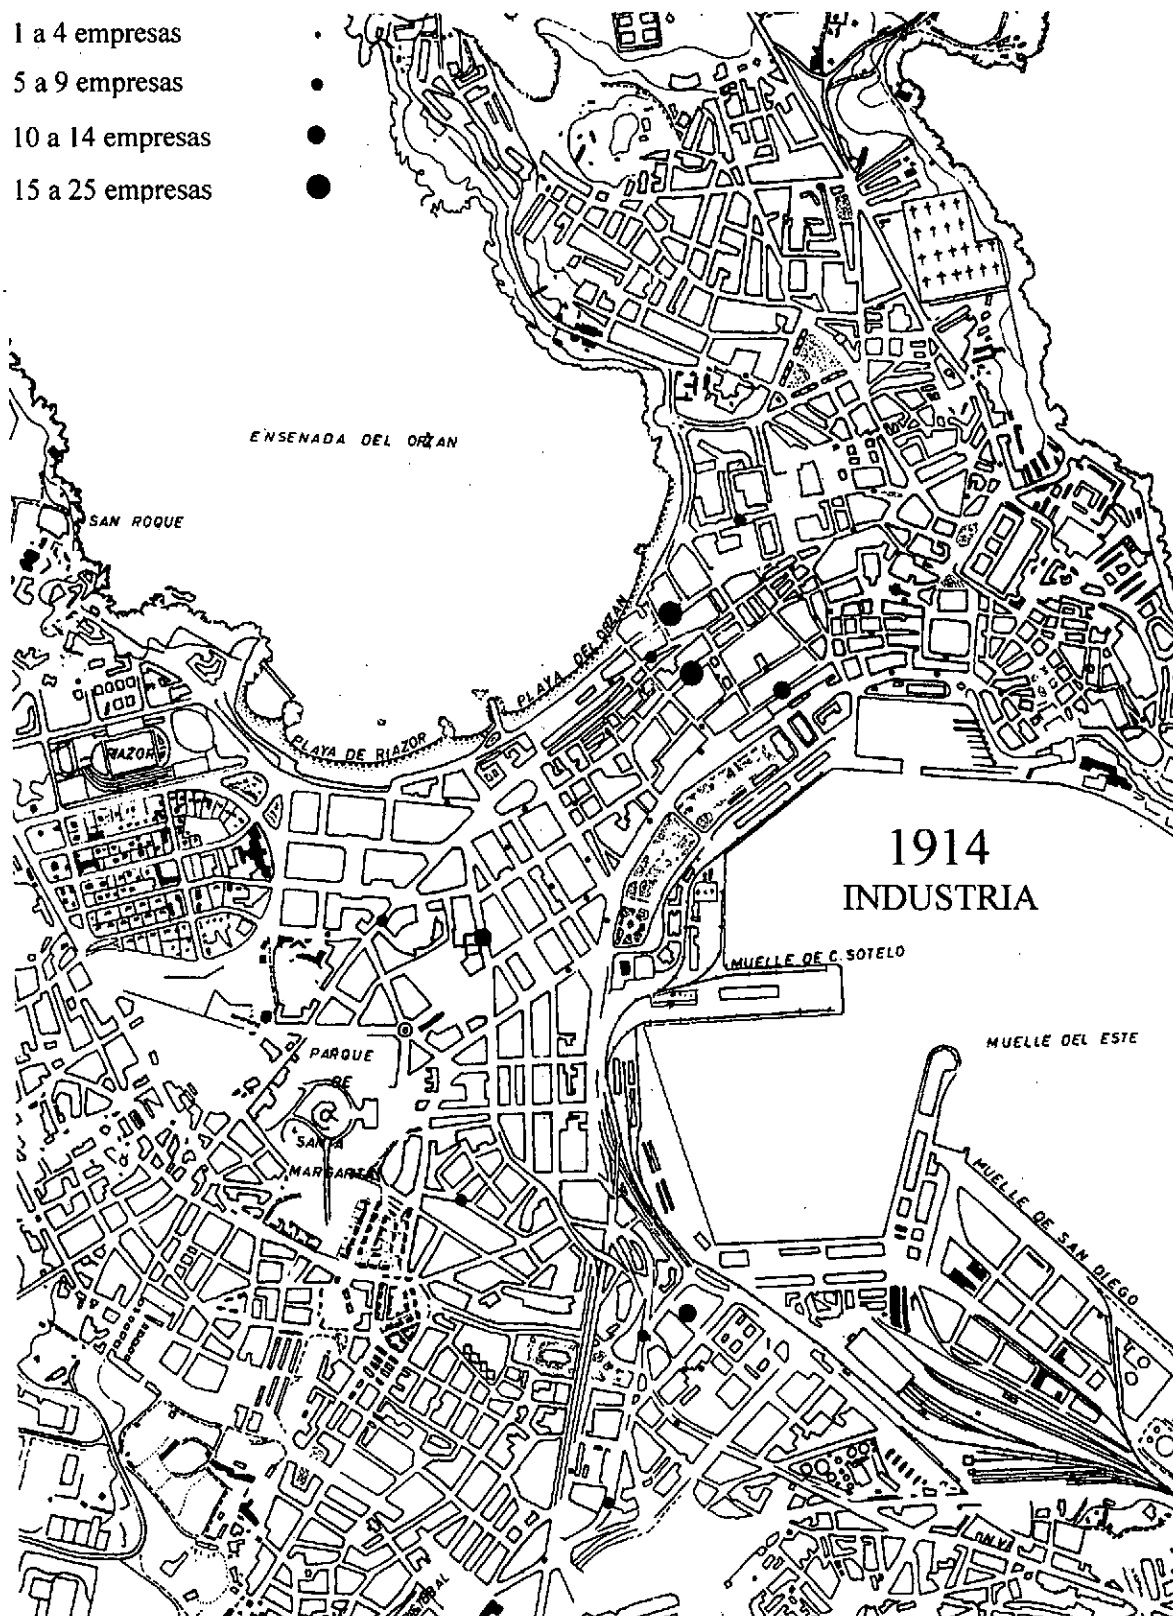 1 a 4 empresas
5 a 9 empresas
10 a 14 empresas
15 a 25 empresas
ENSENADA DEL ORZAN
SAN ROQUE
PLAYA DEL ORZAN
PLAYA DE RIAZOR
RIAZOR
1914
INDUSTRIA
MUELLE DE C. SOTELO
MUELLE DEL ESTE
PARQUE
DE
SANTA
MARGARITA
MUELLE DE SAN DIEGO